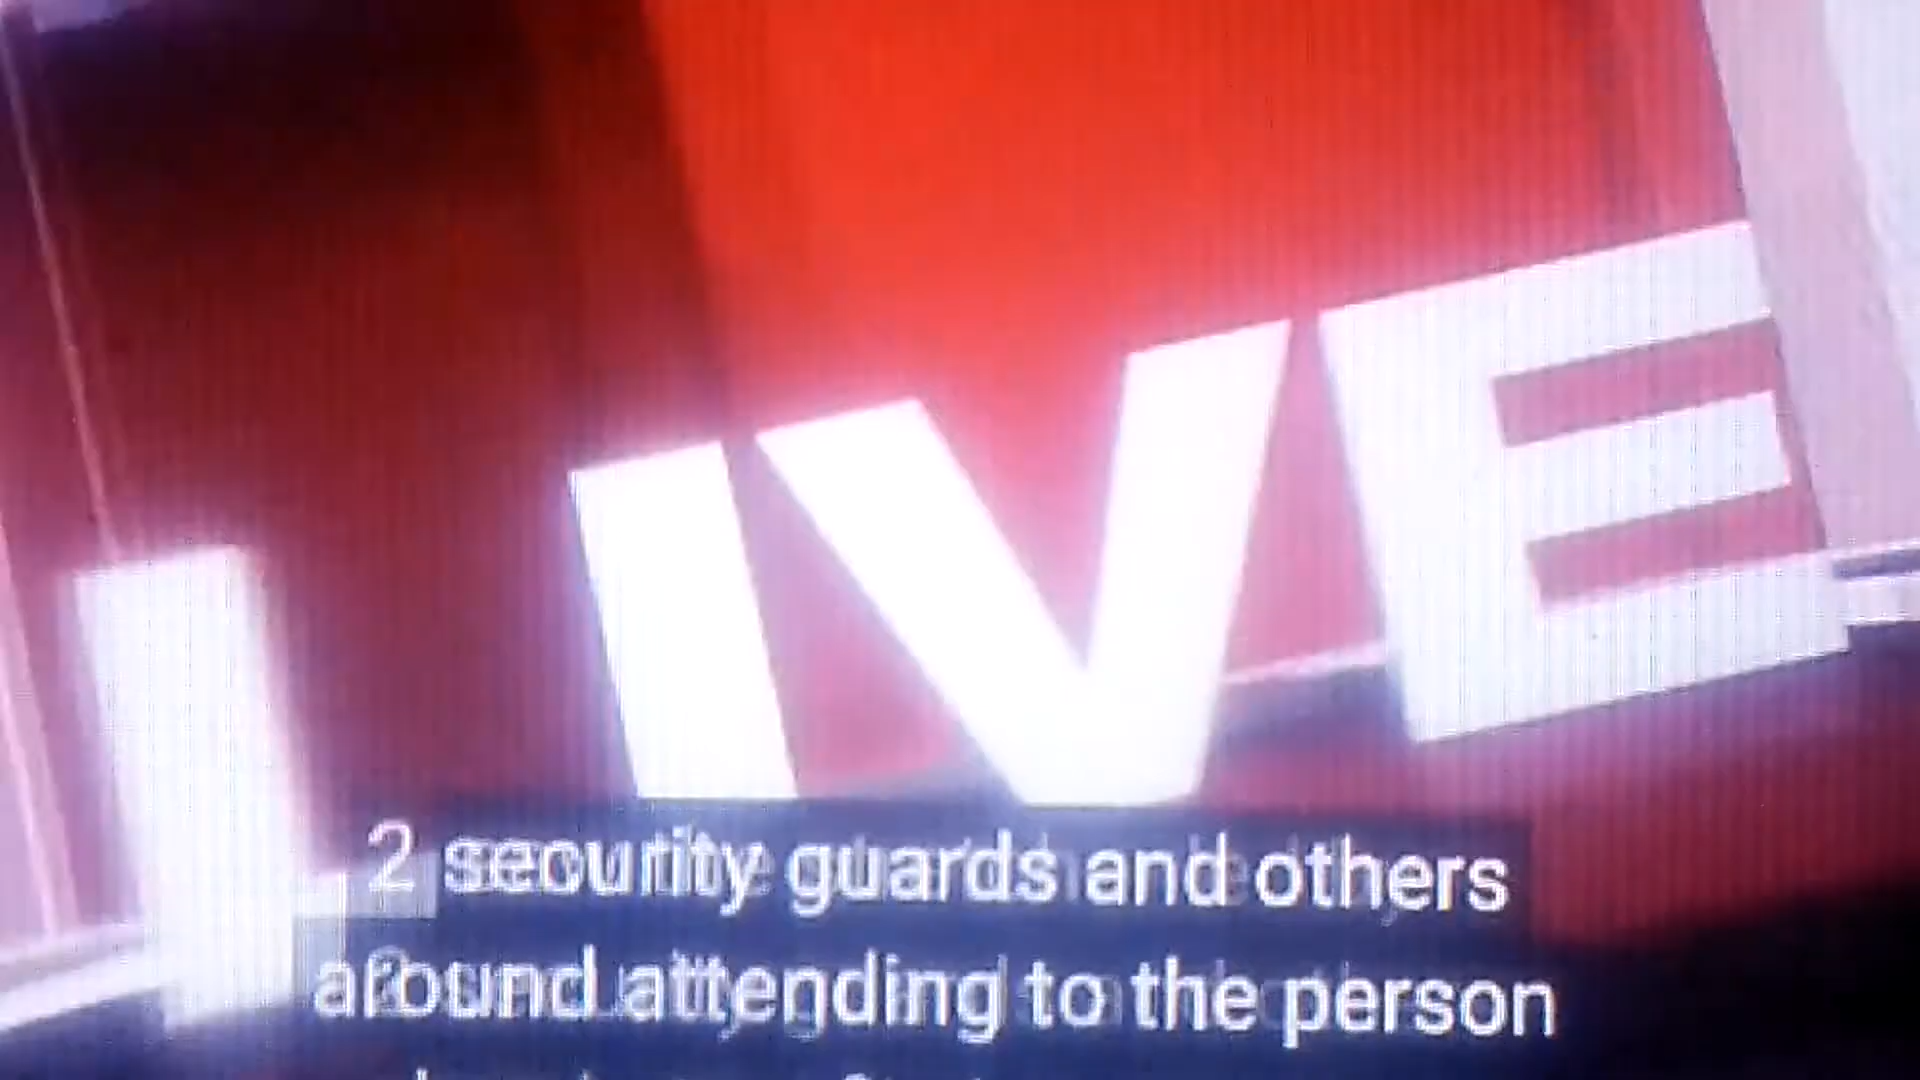 LIVE
2 security guards and others
around attending to the person